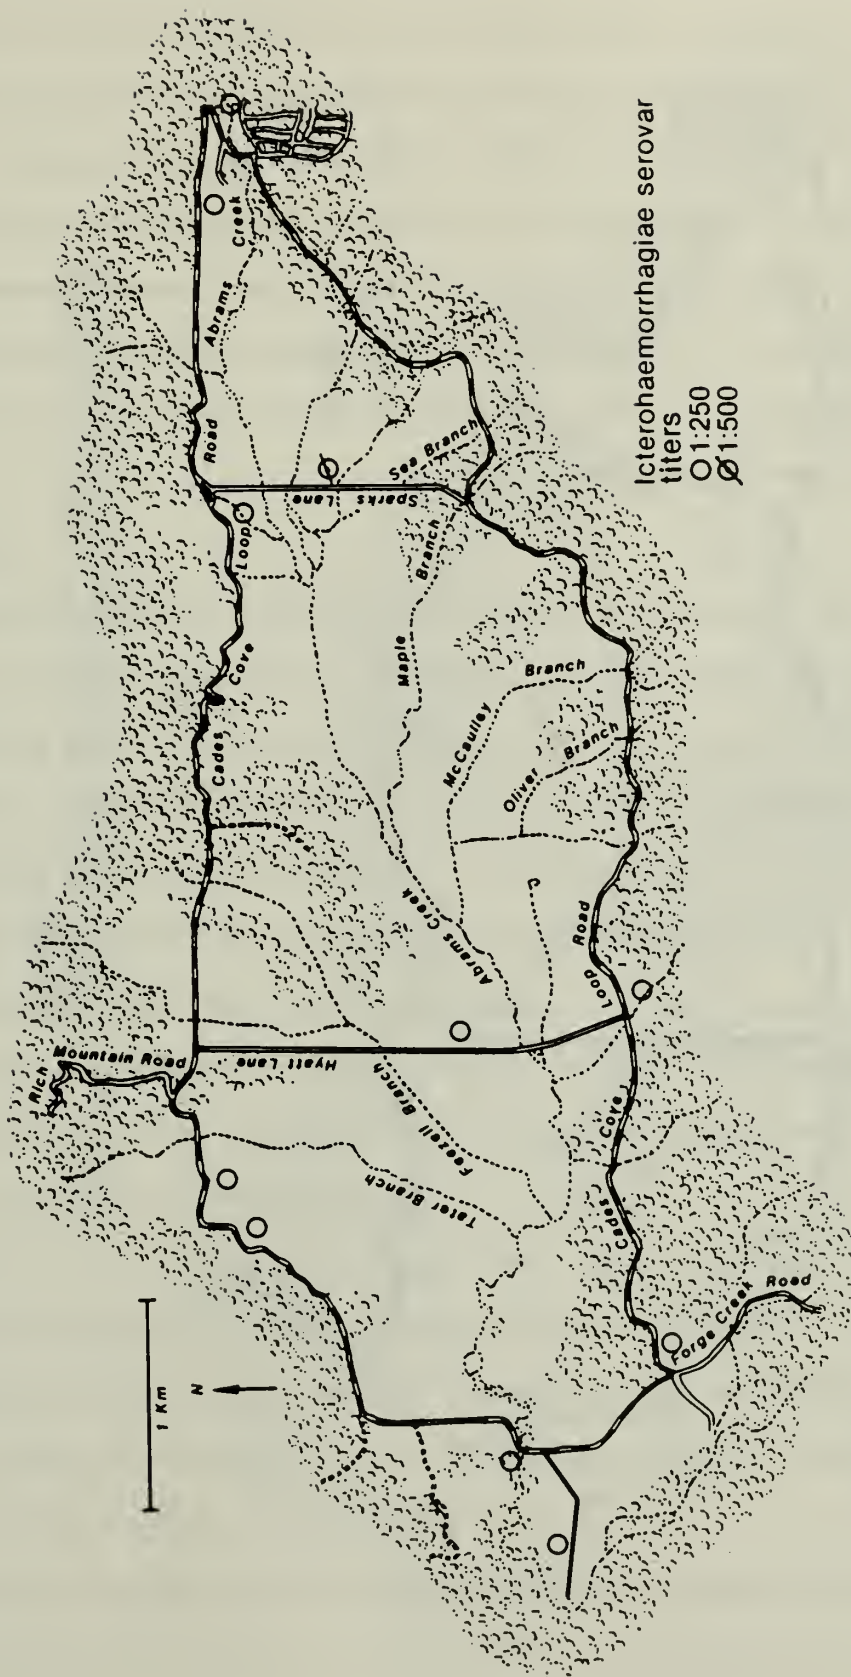 Rich
Mountain Road
Cades
Cove
Loop
Road
Abrams
Creek
Hyatt Lane
Sparks Lane
Tater Branch
Feezell Branch
Abrams Creek
Maple
Branch
Sea Branch
McCaulley
Branch
Oliver
Branch
Cades
Cove
Loop
Road
Forge Creek
Road
1 Km
N
Icterohaemorrhagiae serovar
titers
O 1:250
Ø 1:500